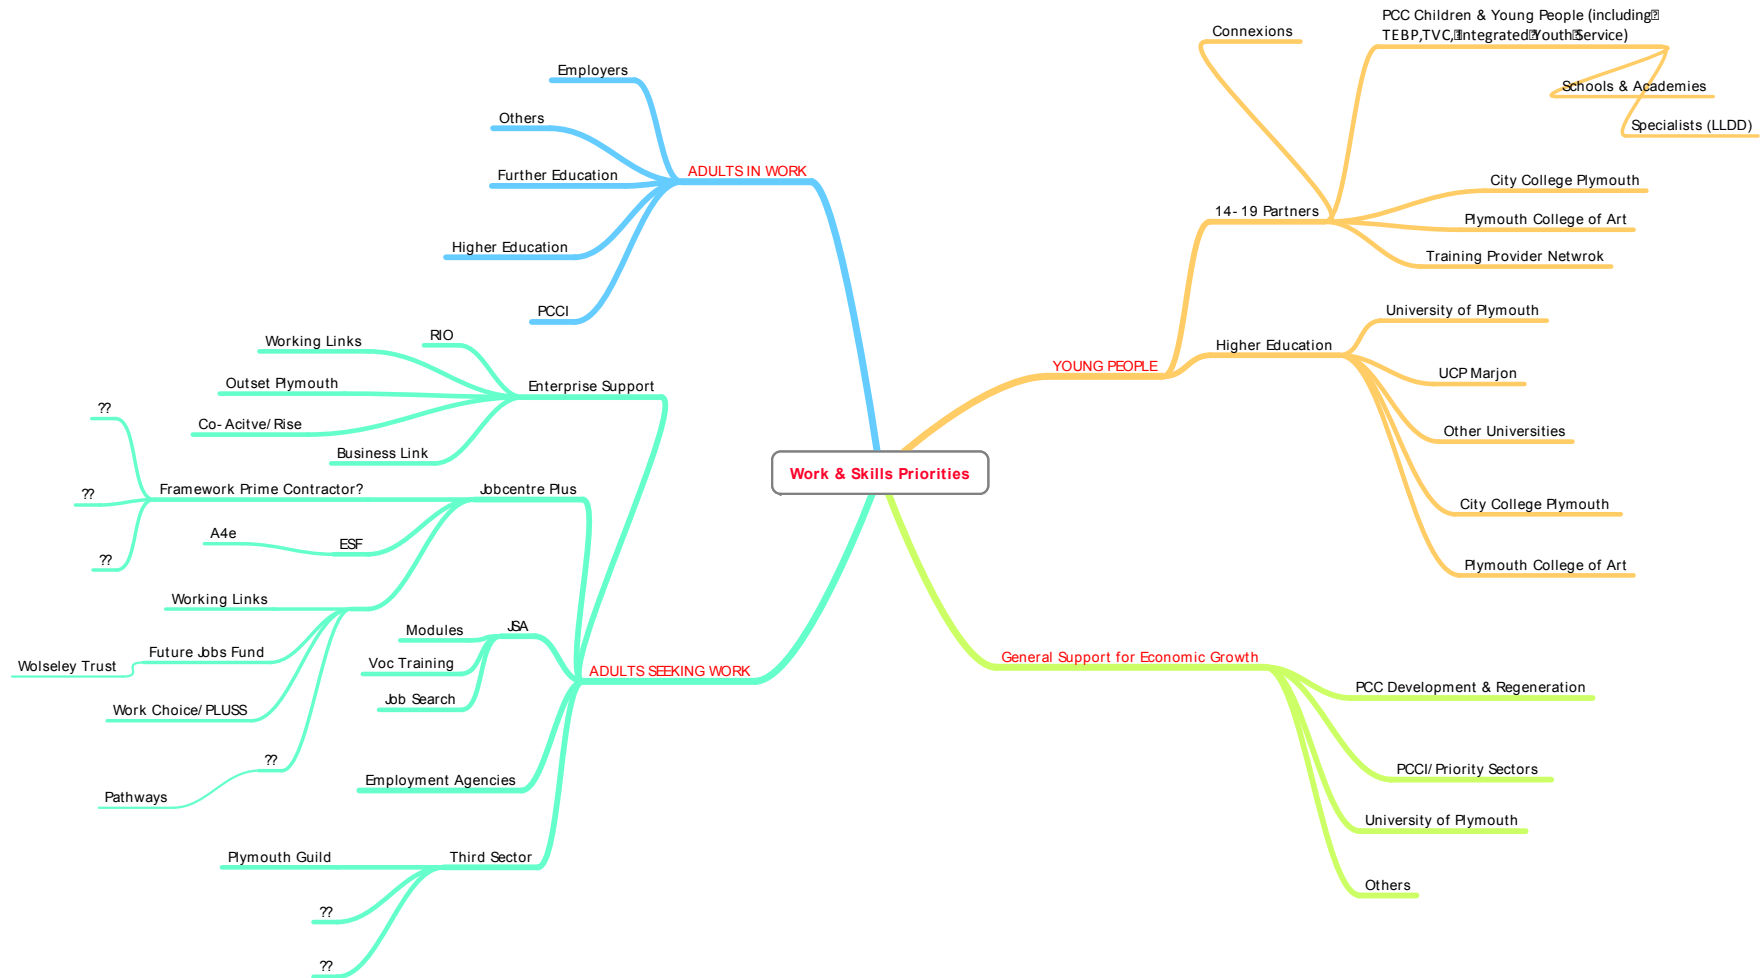 Connexions
PCC Children & Young People (including
TEBP,TVC, Integrated Youth Service)
Schools & Academies
Specialists (LLDD)
City College Plymouth
14-19 Partners
Plymouth College of Art
Training Provider Netwrok
YOUNG PEOPLE
Higher Education
University of Plymouth
UCP Marjon
Other Universities
City College Plymouth
Plymouth College of Art
Employers
Others
Further Education
ADULTS IN WORK
Higher Education
PCCI
Work & Skills Priorities
RIO
Working Links
Outset Plymouth
Enterprise Support
Co-Acitve/Rise
Business Link
??
??
??
Framework Prime Contractor?
Jobcentre Plus
A4e
ESF
Working Links
Future Jobs Fund
Wolseley Trust
Work Choice/PLUSS
??
Pathways
Modules
JSA
Voc Training
Job Search
ADULTS SEEKING WORK
Employment Agencies
Plymouth Guild
Third Sector
??
??
General Support for Economic Growth
PCC Development & Regeneration
PCCI/Priority Sectors
University of Plymouth
Others